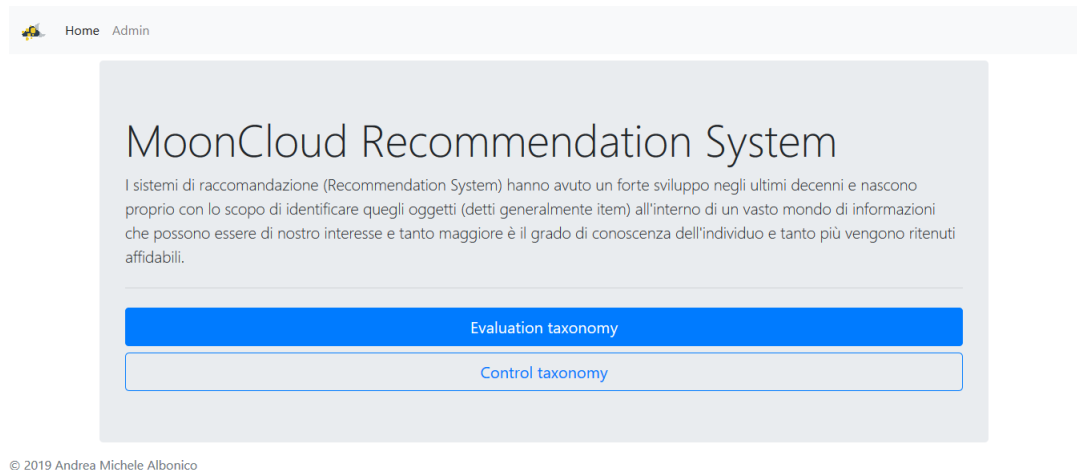 Home Admin
MoonCloud Recommendation System
I sistemi di raccomandazione (Recommendation System) hanno avuto un forte sviluppo negli ultimi decenni e nascono
proprio con lo scopo di identificare quegli oggetti (detti generalmente item) all'interno di un vasto mondo di informazioni
che possono essere di nostro interesse e tanto maggiore è il grado di conoscenza dell'individuo e tanto più vengono ritenuti
affidabili.
Evaluation taxonomy
Control taxonomy
© 2019 Andrea Michele Albonico